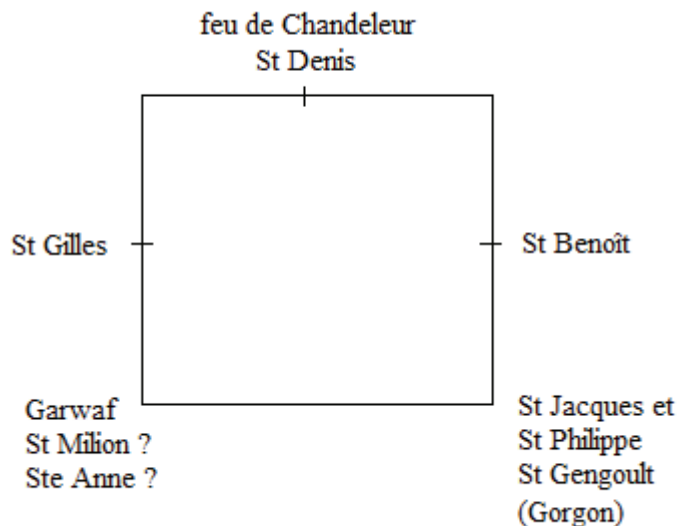 feu de Chandeleur
St Denis
St Gilles
St Benoît
Garwaf
St Milion ?
Ste Anne ?
St Jacques et
St Philippe
St Gengoult
(Gorgon)